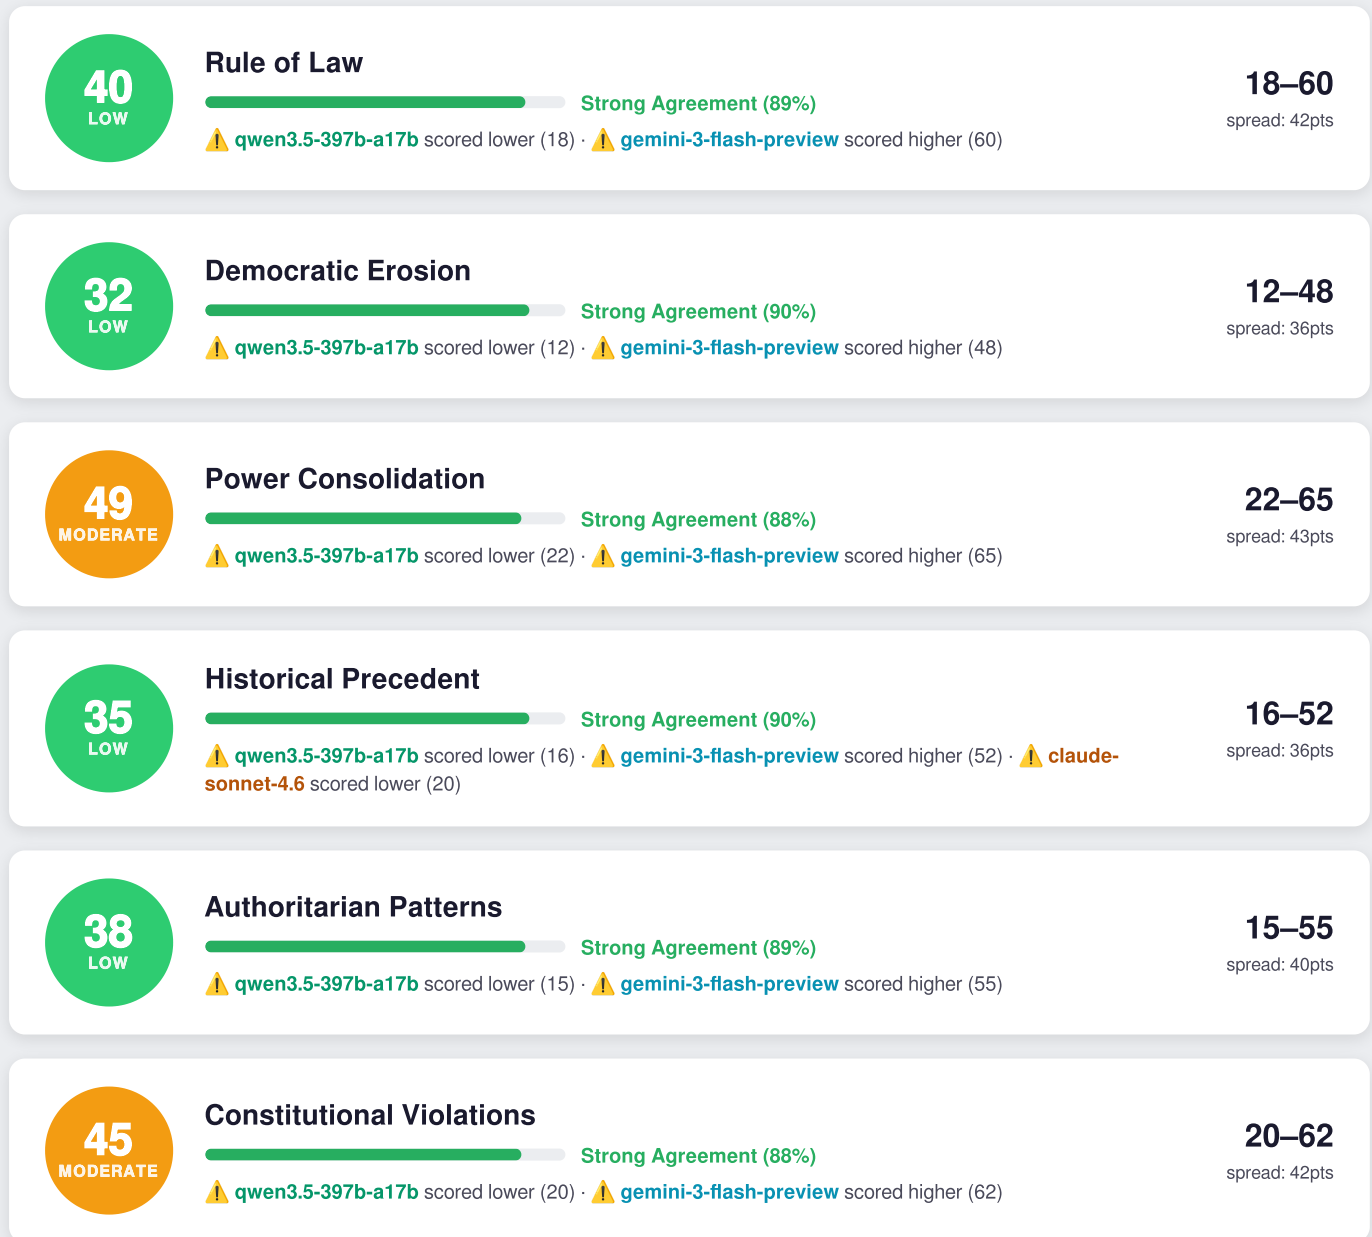 40
LOW
Rule of Law
Strong Agreement (89%)
⚠️ qwen3.5-397b-a17b scored lower (18) · ⚠️ gemini-3-flash-preview scored higher (60)
18–60
spread: 42pts
32
LOW
Democratic Erosion
Strong Agreement (90%)
⚠️ qwen3.5-397b-a17b scored lower (12) · ⚠️ gemini-3-flash-preview scored higher (48)
12–48
spread: 36pts
49
MODERATE
Power Consolidation
Strong Agreement (88%)
⚠️ qwen3.5-397b-a17b scored lower (22) · ⚠️ gemini-3-flash-preview scored higher (65)
22–65
spread: 43pts
35
LOW
Historical Precedent
Strong Agreement (90%)
⚠️ qwen3.5-397b-a17b scored lower (16) · ⚠️ gemini-3-flash-preview scored higher (52) · ⚠️ claude-
sonnet-4.6 scored lower (20)
16–52
spread: 36pts
38
LOW
Authoritarian Patterns
Strong Agreement (89%)
⚠️ qwen3.5-397b-a17b scored lower (15) · ⚠️ gemini-3-flash-preview scored higher (55)
15–55
spread: 40pts
45
MODERATE
Constitutional Violations
Strong Agreement (88%)
⚠️ qwen3.5-397b-a17b scored lower (20) · ⚠️ gemini-3-flash-preview scored higher (62)
20–62
spread: 42pts